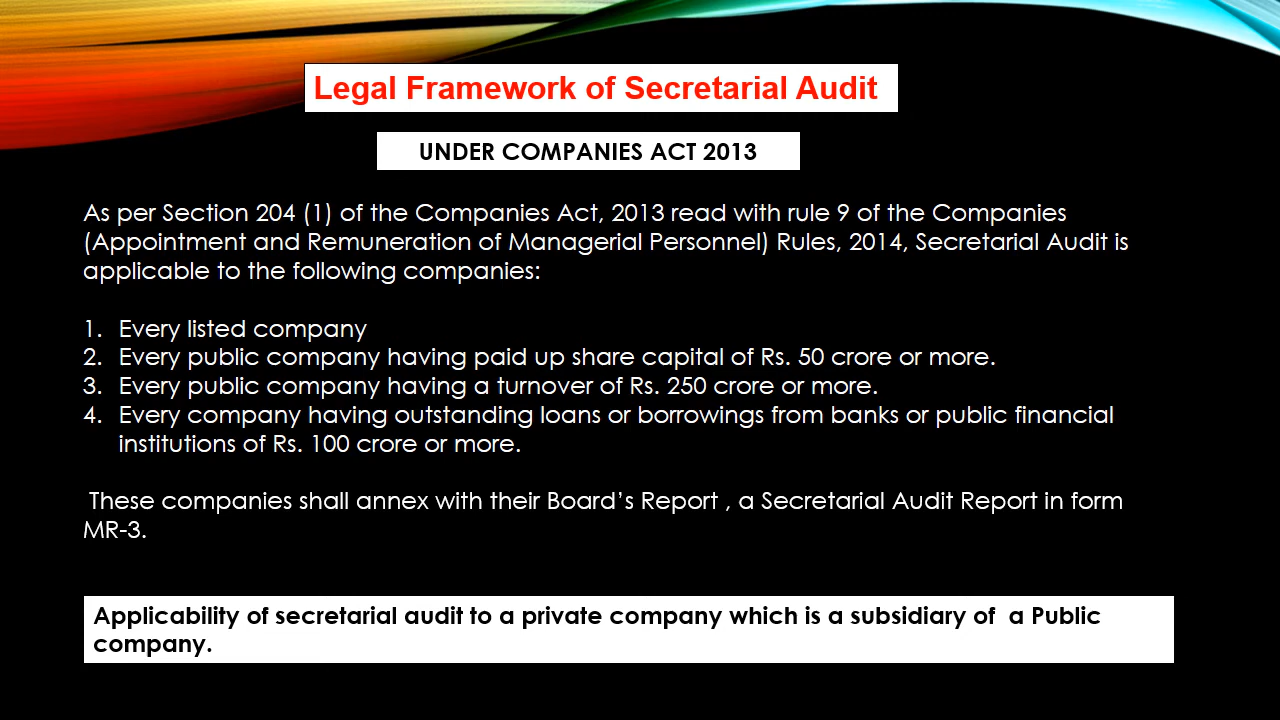 Legal Framework of Secretarial Audit
UNDER COMPANIES ACT 2013
As per Section 204 (1) of the Companies Act, 2013 read with rule 9 of the Companies
(Appointment and Remuneration of Managerial Personnel) Rules, 2014, Secretarial Audit is
applicable to the following companies:
1. Every listed company
2. Every public company having paid up share capital of Rs. 50 crore or more.
3. Every public company having a turnover of Rs. 250 crore or more.
4. Every company having outstanding loans or borrowings from banks or public financial
institutions of Rs. 100 crore or more.
These companies shall annex with their Board’s Report , a Secretarial Audit Report in form
MR-3.
Applicability of secretarial audit to a private company which is a subsidiary of a Public
company.